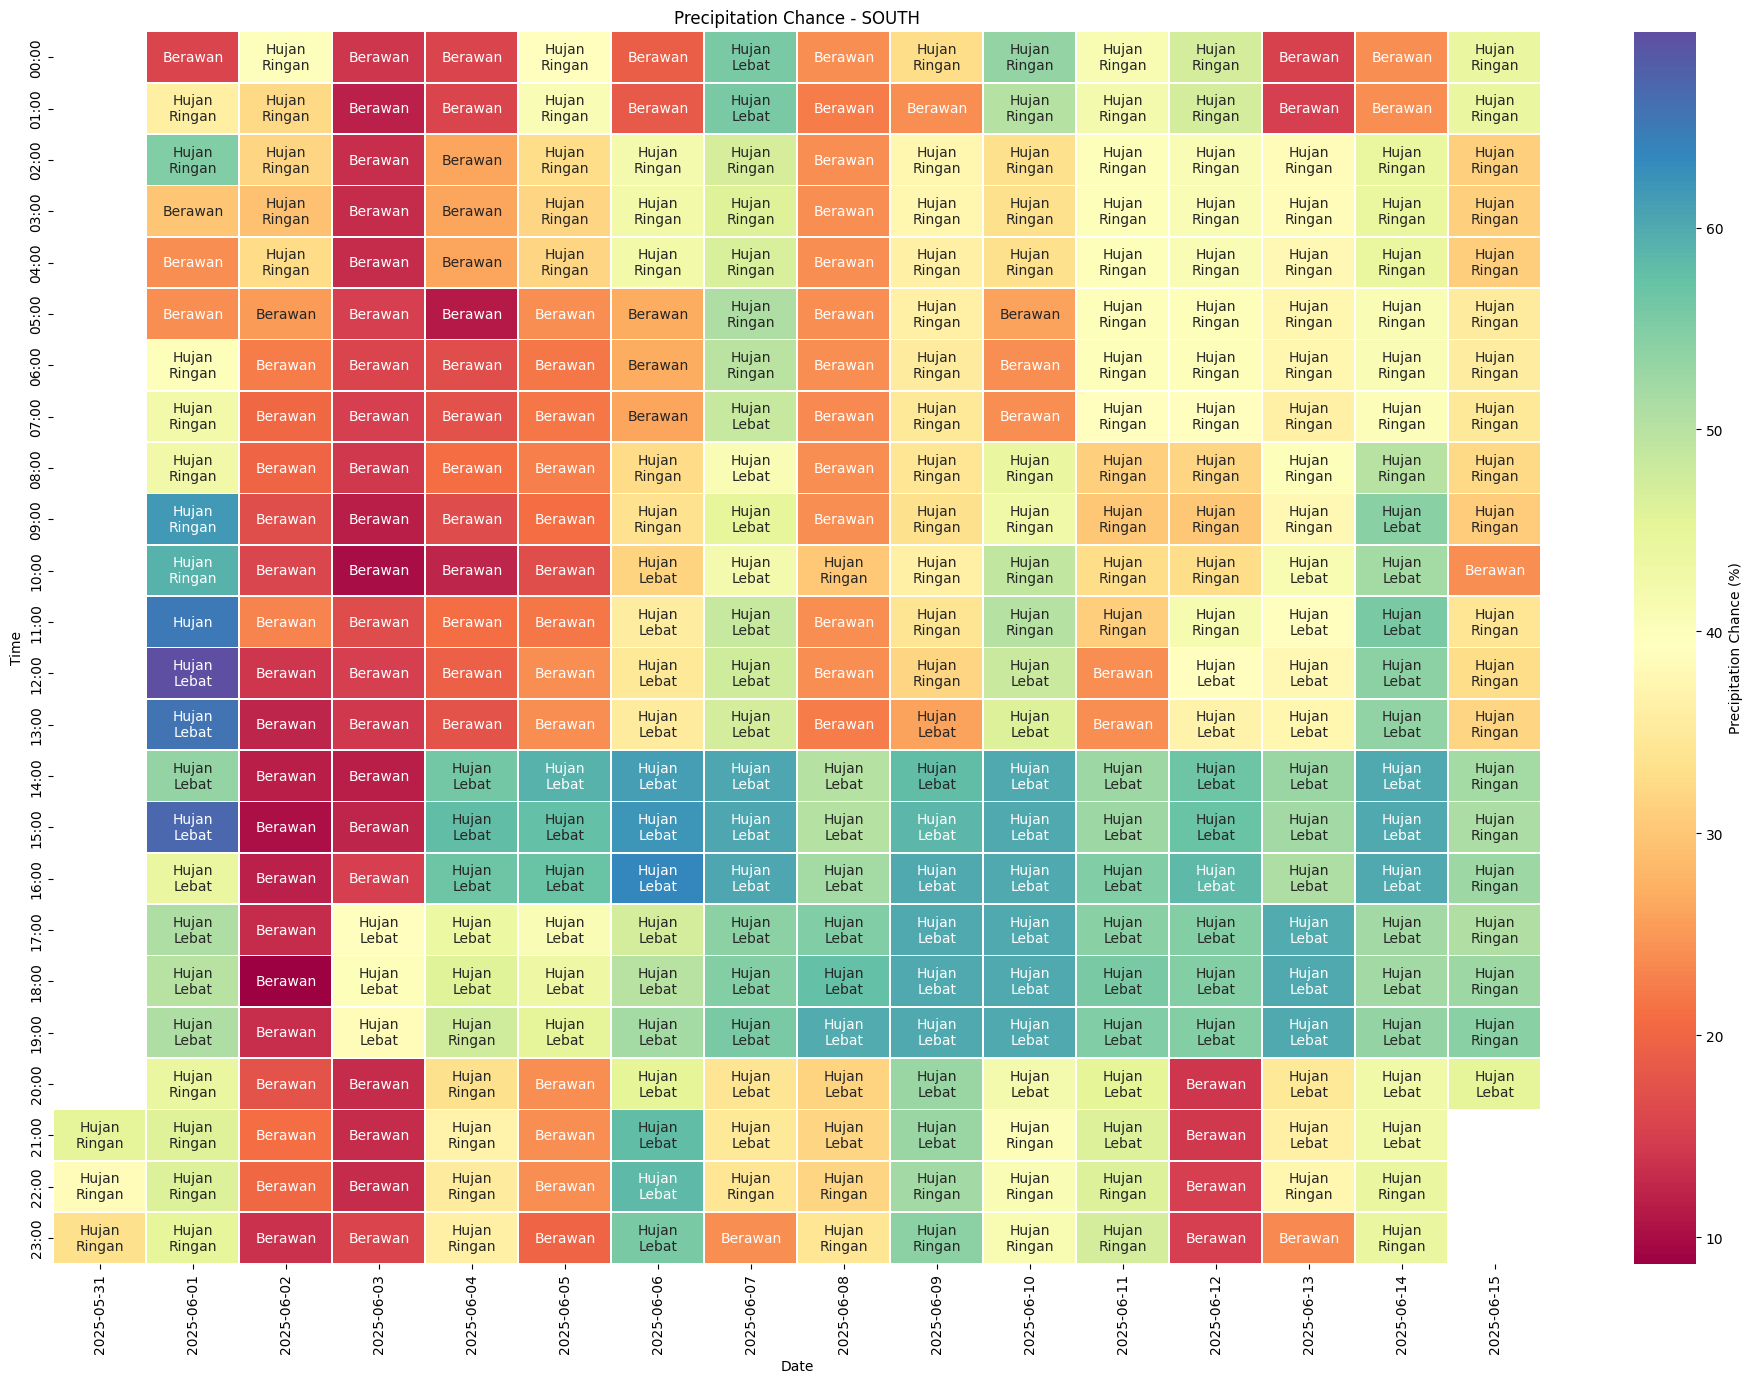 Precipitation Chance - SOUTH
00:00 Berawan Hujan Ringan Berawan Berawan Hujan Ringan Berawan Hujan Lebat Berawan Hujan Ringan Hujan Ringan Hujan Ringan Hujan Ringan Berawan Berawan Hujan Ringan
01:00 Hujan Ringan Hujan Ringan Berawan Berawan Hujan Ringan Berawan Hujan Lebat Berawan Berawan Hujan Ringan Hujan Ringan Hujan Ringan Berawan Berawan Hujan Ringan
02:00 Hujan Ringan Hujan Ringan Berawan Berawan Hujan Ringan Hujan Ringan Hujan Ringan Berawan Hujan Ringan Hujan Ringan Hujan Ringan Hujan Ringan Hujan Ringan Hujan Ringan Hujan Ringan
03:00 Berawan Hujan Ringan Berawan Berawan Hujan Ringan Hujan Ringan Hujan Ringan Berawan Hujan Ringan Hujan Ringan Hujan Ringan Hujan Ringan Hujan Ringan Hujan Ringan Hujan Ringan
04:00 Berawan Hujan Ringan Berawan Berawan Hujan Ringan Hujan Ringan Hujan Ringan Berawan Hujan Ringan Hujan Ringan Hujan Ringan Hujan Ringan Hujan Ringan Hujan Ringan Hujan Ringan
05:00 Berawan Berawan Berawan Berawan Berawan Berawan Hujan Ringan Berawan Hujan Ringan Berawan Hujan Ringan Hujan Ringan Hujan Ringan Hujan Ringan Hujan Ringan
06:00 Hujan Ringan Berawan Berawan Berawan Berawan Berawan Hujan Ringan Berawan Hujan Ringan Berawan Hujan Ringan Hujan Ringan Hujan Ringan Hujan Ringan Hujan Ringan
07:00 Hujan Ringan Berawan Berawan Berawan Berawan Berawan Hujan Lebat Berawan Hujan Ringan Berawan Hujan Ringan Hujan Ringan Hujan Ringan Hujan Ringan Hujan Ringan
08:00 Hujan Ringan Berawan Berawan Berawan Berawan Hujan Ringan Hujan Lebat Berawan Hujan Ringan Hujan Ringan Hujan Ringan Hujan Ringan Hujan Ringan Hujan Ringan Hujan Ringan
09:00 Hujan Ringan Berawan Berawan Berawan Berawan Hujan Ringan Hujan Lebat Berawan Hujan Ringan Hujan Ringan Hujan Ringan Hujan Ringan Hujan Ringan Hujan Lebat Hujan Ringan
10:00 Hujan Ringan Berawan Berawan Berawan Berawan Hujan Lebat Hujan Lebat Hujan Ringan Hujan Ringan Hujan Ringan Hujan Ringan Hujan Ringan Hujan Lebat Hujan Lebat Berawan
11:00 Hujan Berawan Berawan Berawan Berawan Hujan Lebat Hujan Lebat Berawan Hujan Ringan Hujan Ringan Hujan Ringan Hujan Ringan Hujan Lebat Hujan Lebat Hujan Ringan
12:00 Hujan Lebat Berawan Berawan Berawan Berawan Hujan Lebat Hujan Lebat Berawan Hujan Ringan Hujan Lebat Berawan Hujan Lebat Hujan Lebat Hujan Lebat Hujan Ringan
13:00 Hujan Lebat Berawan Berawan Berawan Berawan Hujan Lebat Hujan Lebat Berawan Hujan Lebat Hujan Lebat Berawan Hujan Lebat Hujan Lebat Hujan Lebat Hujan Ringan
14:00 Hujan Lebat Berawan Berawan Hujan Lebat Hujan Lebat Hujan Lebat Hujan Lebat Hujan Lebat Hujan Lebat Hujan Lebat Hujan Lebat Hujan Lebat Hujan Lebat Hujan Lebat Hujan Ringan
15:00 Hujan Lebat Berawan Berawan Hujan Lebat Hujan Lebat Hujan Lebat Hujan Lebat Hujan Lebat Hujan Lebat Hujan Lebat Hujan Lebat Hujan Lebat Hujan Lebat Hujan Lebat Hujan Ringan
16:00 Hujan Lebat Berawan Berawan Hujan Lebat Hujan Lebat Hujan Lebat Hujan Lebat Hujan Lebat Hujan Lebat Hujan Lebat Hujan Lebat Hujan Lebat Hujan Lebat Hujan Lebat Hujan Ringan
17:00 Hujan Lebat Berawan Hujan Lebat Hujan Lebat Hujan Lebat Hujan Lebat Hujan Lebat Hujan Lebat Hujan Lebat Hujan Lebat Hujan Lebat Hujan Lebat Hujan Lebat Hujan Lebat Hujan Ringan
18:00 Hujan Lebat Berawan Hujan Lebat Hujan Lebat Hujan Lebat Hujan Lebat Hujan Lebat Hujan Lebat Hujan Lebat Hujan Lebat Hujan Lebat Hujan Lebat Hujan Lebat Hujan Lebat Hujan Ringan
19:00 Hujan Lebat Berawan Hujan Lebat Hujan Ringan Hujan Lebat Hujan Lebat Hujan Lebat Hujan Lebat Hujan Lebat Hujan Lebat Hujan Lebat Hujan Lebat Hujan Lebat Hujan Lebat Hujan Ringan
20:00 Hujan Ringan Berawan Berawan Hujan Ringan Berawan Hujan Lebat Hujan Lebat Hujan Lebat Hujan Lebat Hujan Lebat Hujan Lebat Berawan Hujan Lebat Hujan Lebat Hujan Lebat
21:00 Hujan Ringan Hujan Ringan Berawan Berawan Hujan Ringan Berawan Hujan Lebat Hujan Lebat Hujan Lebat Hujan Lebat Hujan Ringan Hujan Lebat Berawan Hujan Lebat Hujan Lebat
22:00 Hujan Ringan Hujan Ringan Berawan Berawan Hujan Ringan Berawan Hujan Lebat Hujan Ringan Hujan Ringan Hujan Ringan Hujan Ringan Hujan Ringan Berawan Hujan Ringan Hujan Ringan
23:00 Hujan Ringan Hujan Ringan Berawan Berawan Hujan Ringan Berawan Hujan Lebat Berawan Hujan Ringan Hujan Ringan Hujan Ringan Hujan Ringan Berawan Berawan Hujan Ringan
Time
2025-05-31 2025-06-01 2025-06-02 2025-06-03 2025-06-04 2025-06-05 2025-06-06 2025-06-07 2025-06-08 2025-06-09 2025-06-10 2025-06-11 2025-06-12 2025-06-13 2025-06-14 2025-06-15
Date
60
50
40
30
20
10
Precipitation Chance (%)